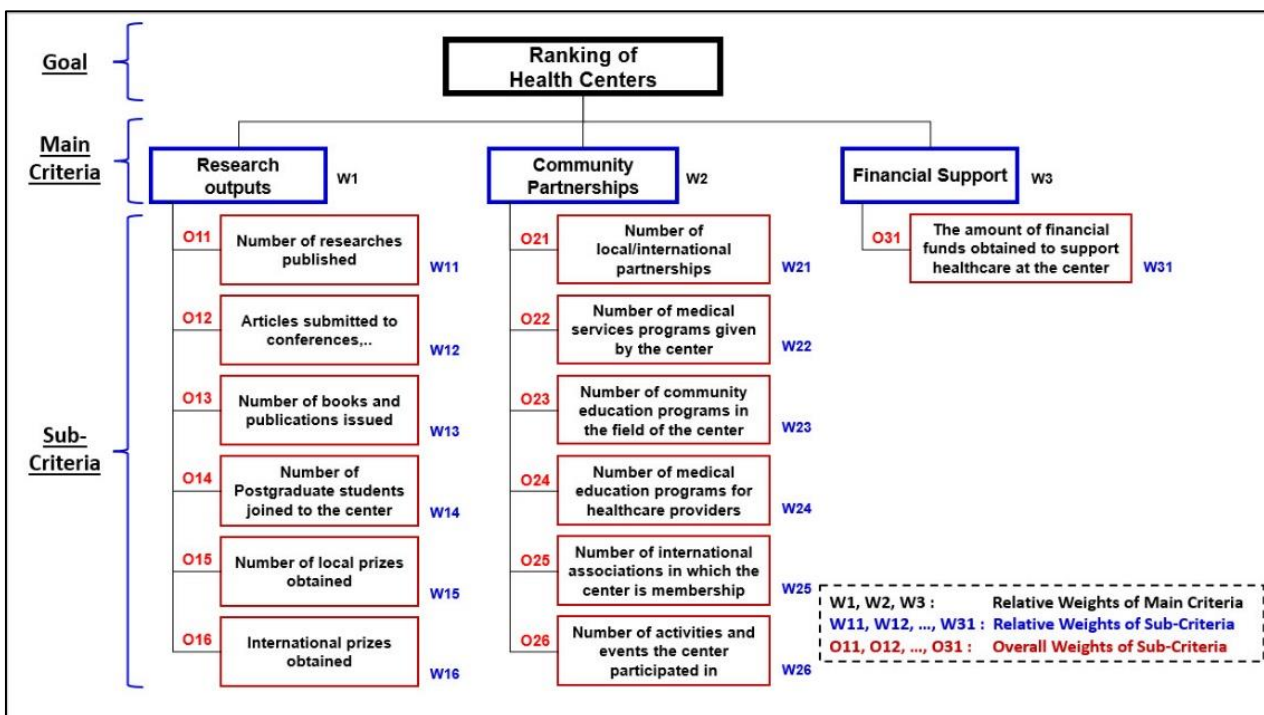 Goal
Ranking of
Health Centers
Main
Criteria
Research
outputs
W1
Community
Partnerships
W2
Financial Support
W3
Sub-
Criteria
O11
Number of researches
published
W11
O12
Articles submitted to
conferences,..
W12
O13
Number of books and
publications issued
W13
O14
Number of
Postgraduate students
joined to the center
W14
O15
Number of local prizes
obtained
W15
O16
International prizes
obtained
W16
O21
Number of
local/international
partnerships
W21
O22
Number of medical
services programs given
by the center
W22
O23
Number of community
education programs in
the field of the center
W23
O24
Number of medical
education programs for
healthcare providers
W24
O25
Number of international
associations in which the
center is membership
W25
O26
Number of activities and
events the center
participated in
W26
O31
The amount of financial
funds obtained to support
healthcare at the center
W31
W1, W2, W3 : Relative Weights of Main Criteria
W11, W12, ..., W31 : Relative Weights of Sub-Criteria
O11, O12, ..., O31 : Overall Weights of Sub-Criteria